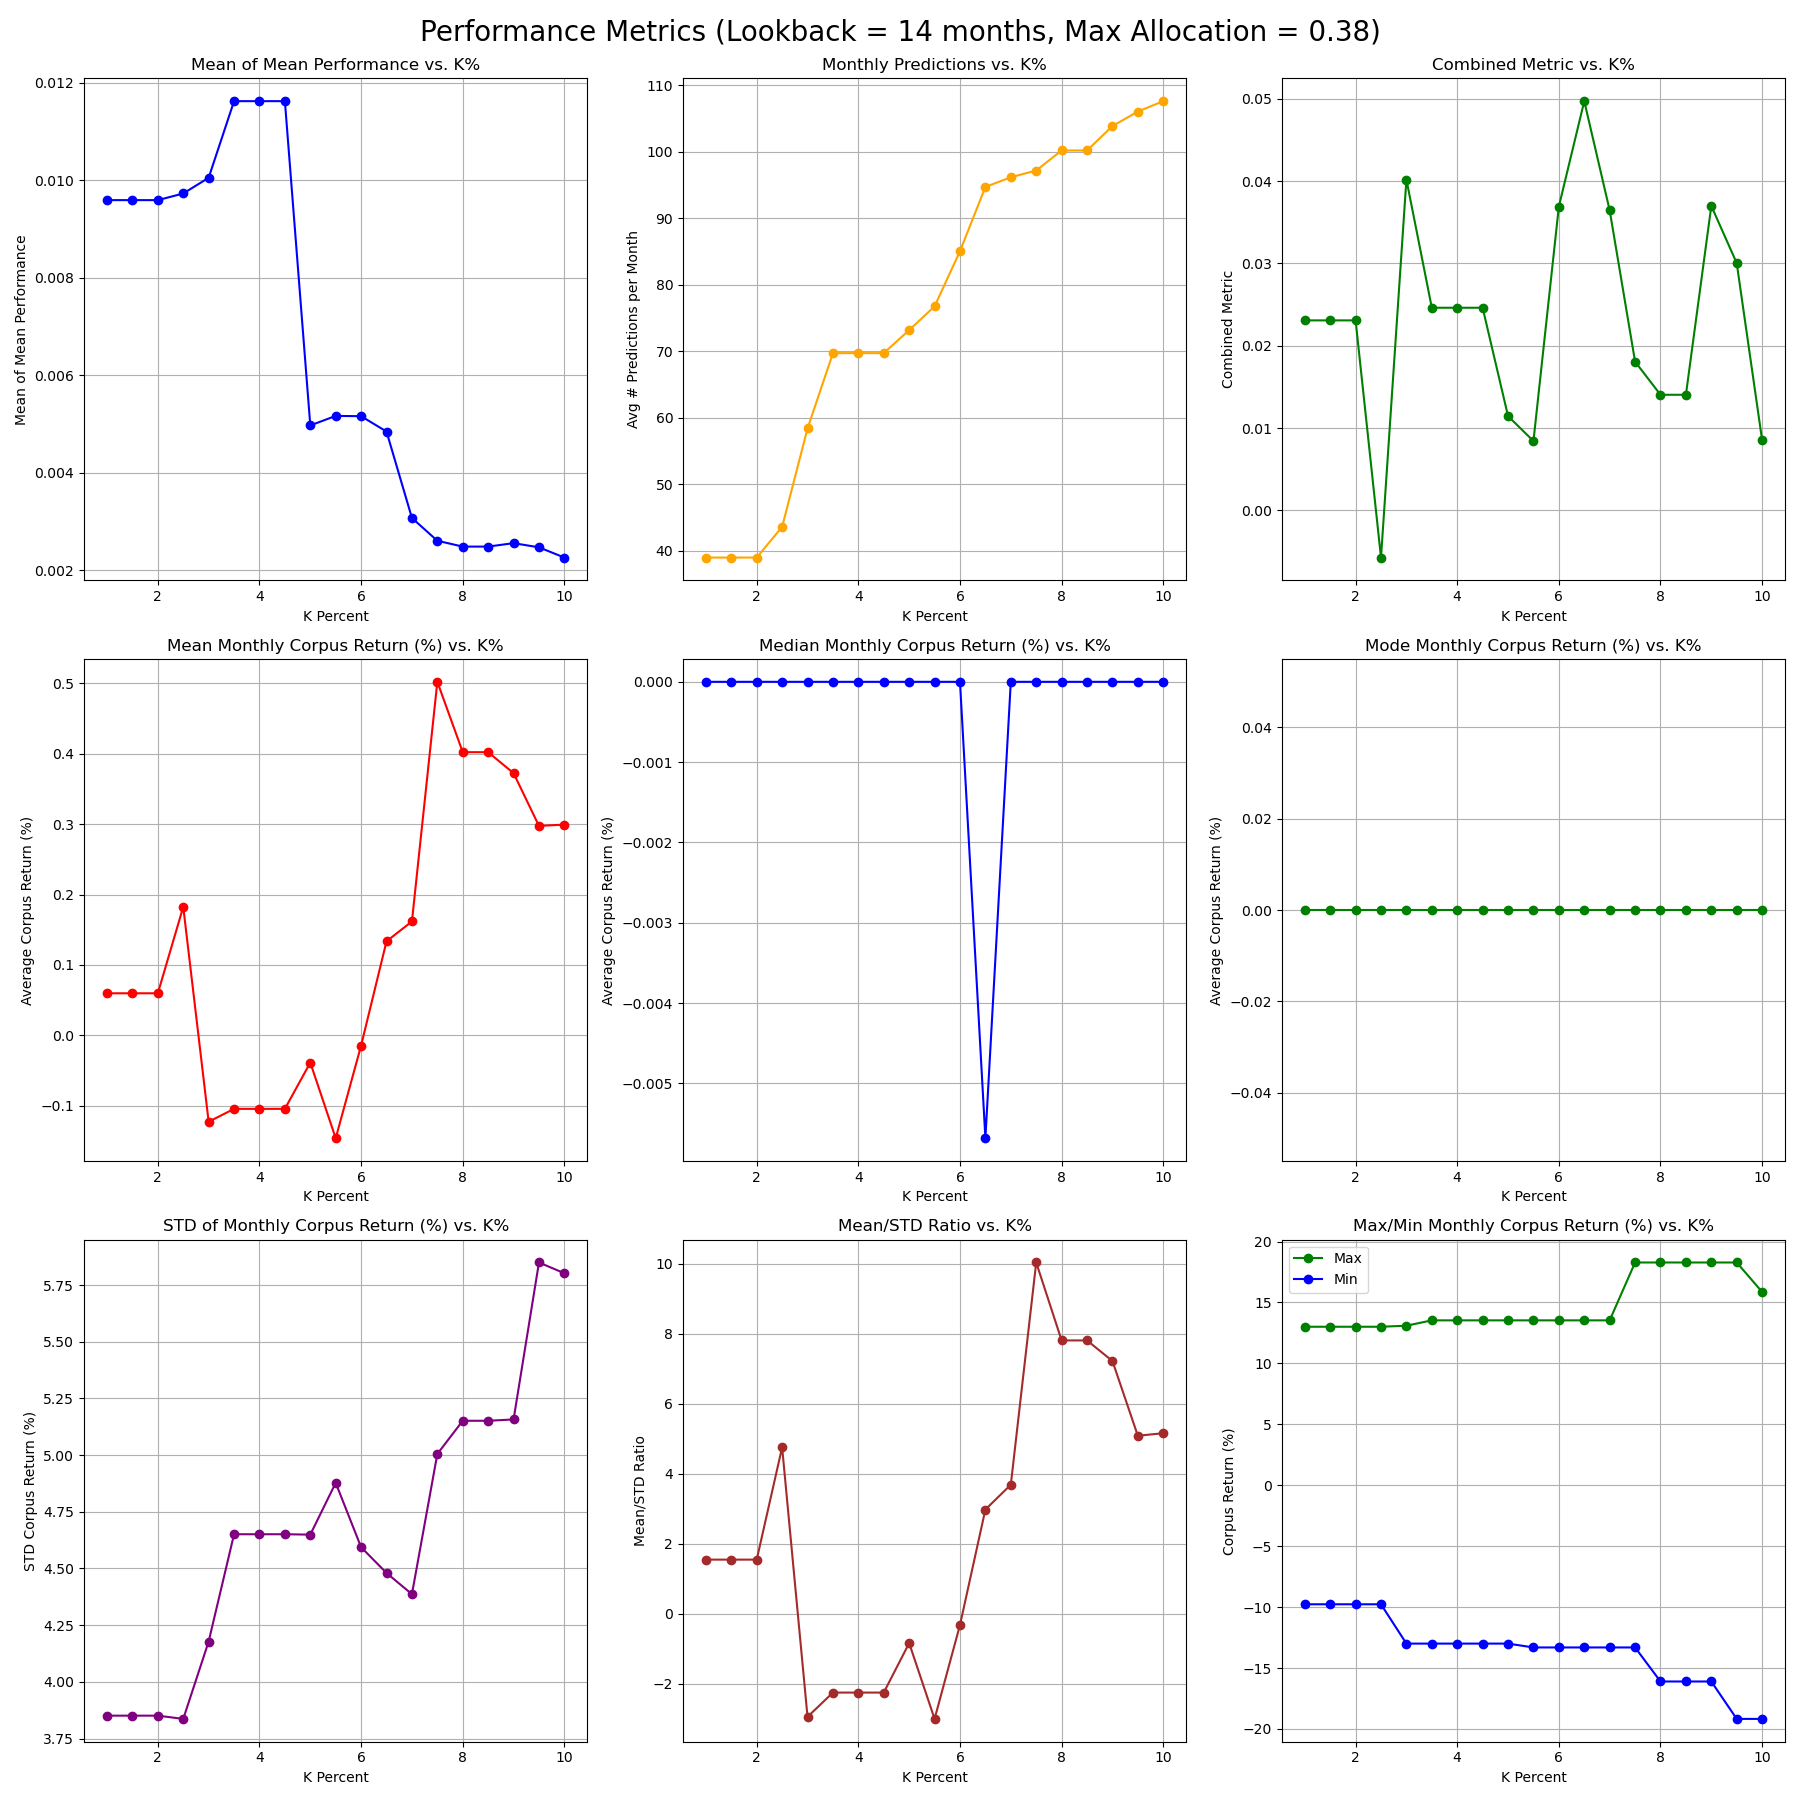 Performance Metrics (Lookback = 14 months, Max Allocation = 0.38)
Mean of Mean Performance vs. K%
Mean of Mean Performance
0.012
0.010
0.008
0.006
0.004
0.002
2 4 6 8 10
K Percent
Monthly Predictions vs. K%
Avg # Predictions per Month
110
100
90
80
70
60
50
40
2 4 6 8 10
K Percent
Combined Metric vs. K%
Combined Metric
0.05
0.04
0.03
0.02
0.01
0.00
2 4 6 8 10
K Percent
Mean Monthly Corpus Return (%) vs. K%
Average Corpus Return (%)
0.5
0.4
0.3
0.2
0.1
0.0
−0.1
2 4 6 8 10
K Percent
Median Monthly Corpus Return (%) vs. K%
Average Corpus Return (%)
0.000
−0.001
−0.002
−0.003
−0.004
−0.005
2 4 6 8 10
K Percent
Mode Monthly Corpus Return (%) vs. K%
Average Corpus Return (%)
0.04
0.02
0.00
−0.02
−0.04
2 4 6 8 10
K Percent
STD of Monthly Corpus Return (%) vs. K%
STD Corpus Return (%)
5.75
5.50
5.25
5.00
4.75
4.50
4.25
4.00
3.75
2 4 6 8 10
K Percent
Mean/STD Ratio vs. K%
Mean/STD Ratio
10
8
6
4
2
0
−2
2 4 6 8 10
K Percent
Max/Min Monthly Corpus Return (%) vs. K%
Corpus Return (%)
Max
Min
20
15
10
5
0
−5
−10
−15
−20
2 4 6 8 10
K Percent